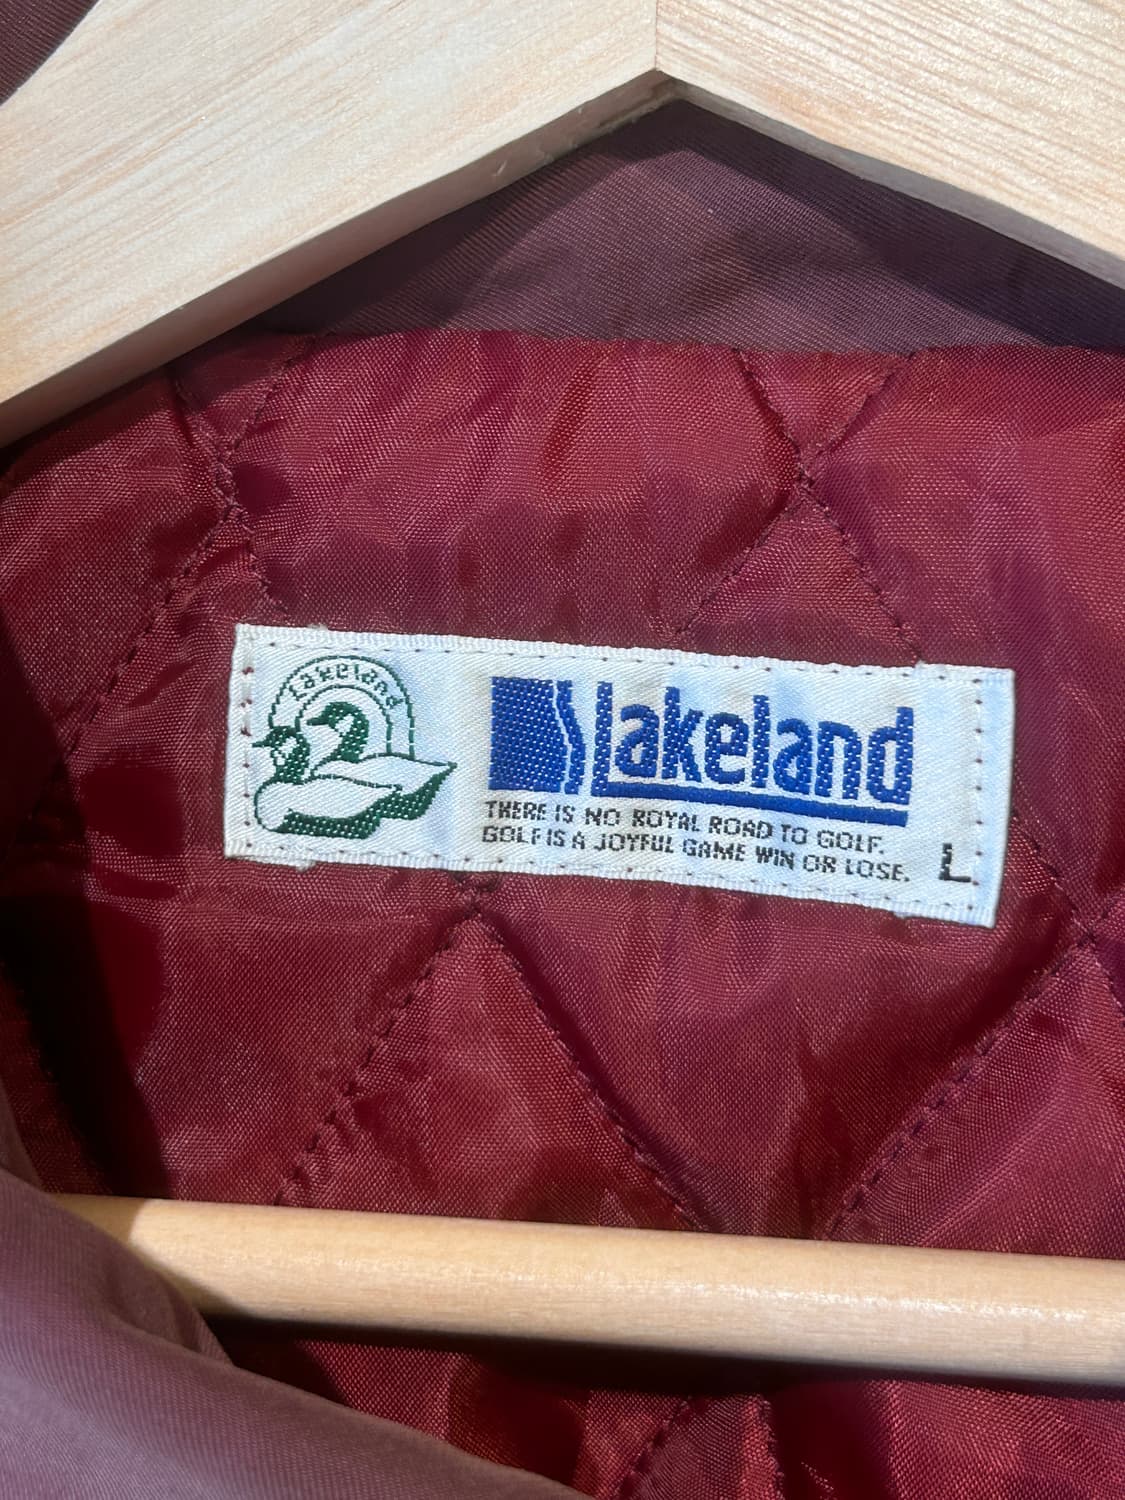 Lakeland
Lakeland
THERE IS NO ROYAL ROAD TO GOLF.
GOLF IS A JOYFUL GAME WIN OR LOSE.
L